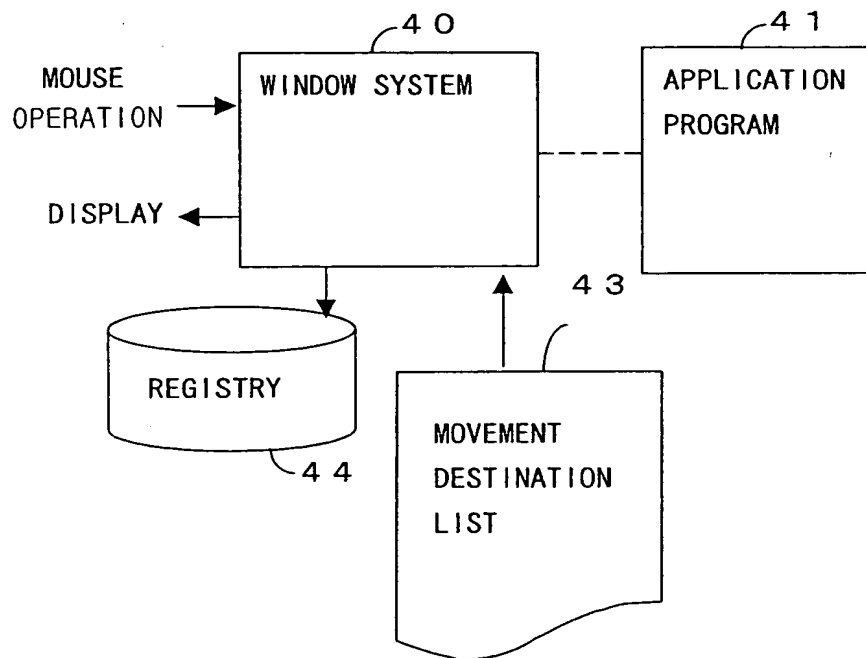 40
WINDOW SYSTEM
41
APPLICATION
PROGRAM
MOUSE
OPERATION
DISPLAY
43
REGISTRY
44
MOVEMENT
DESTINATION
LIST